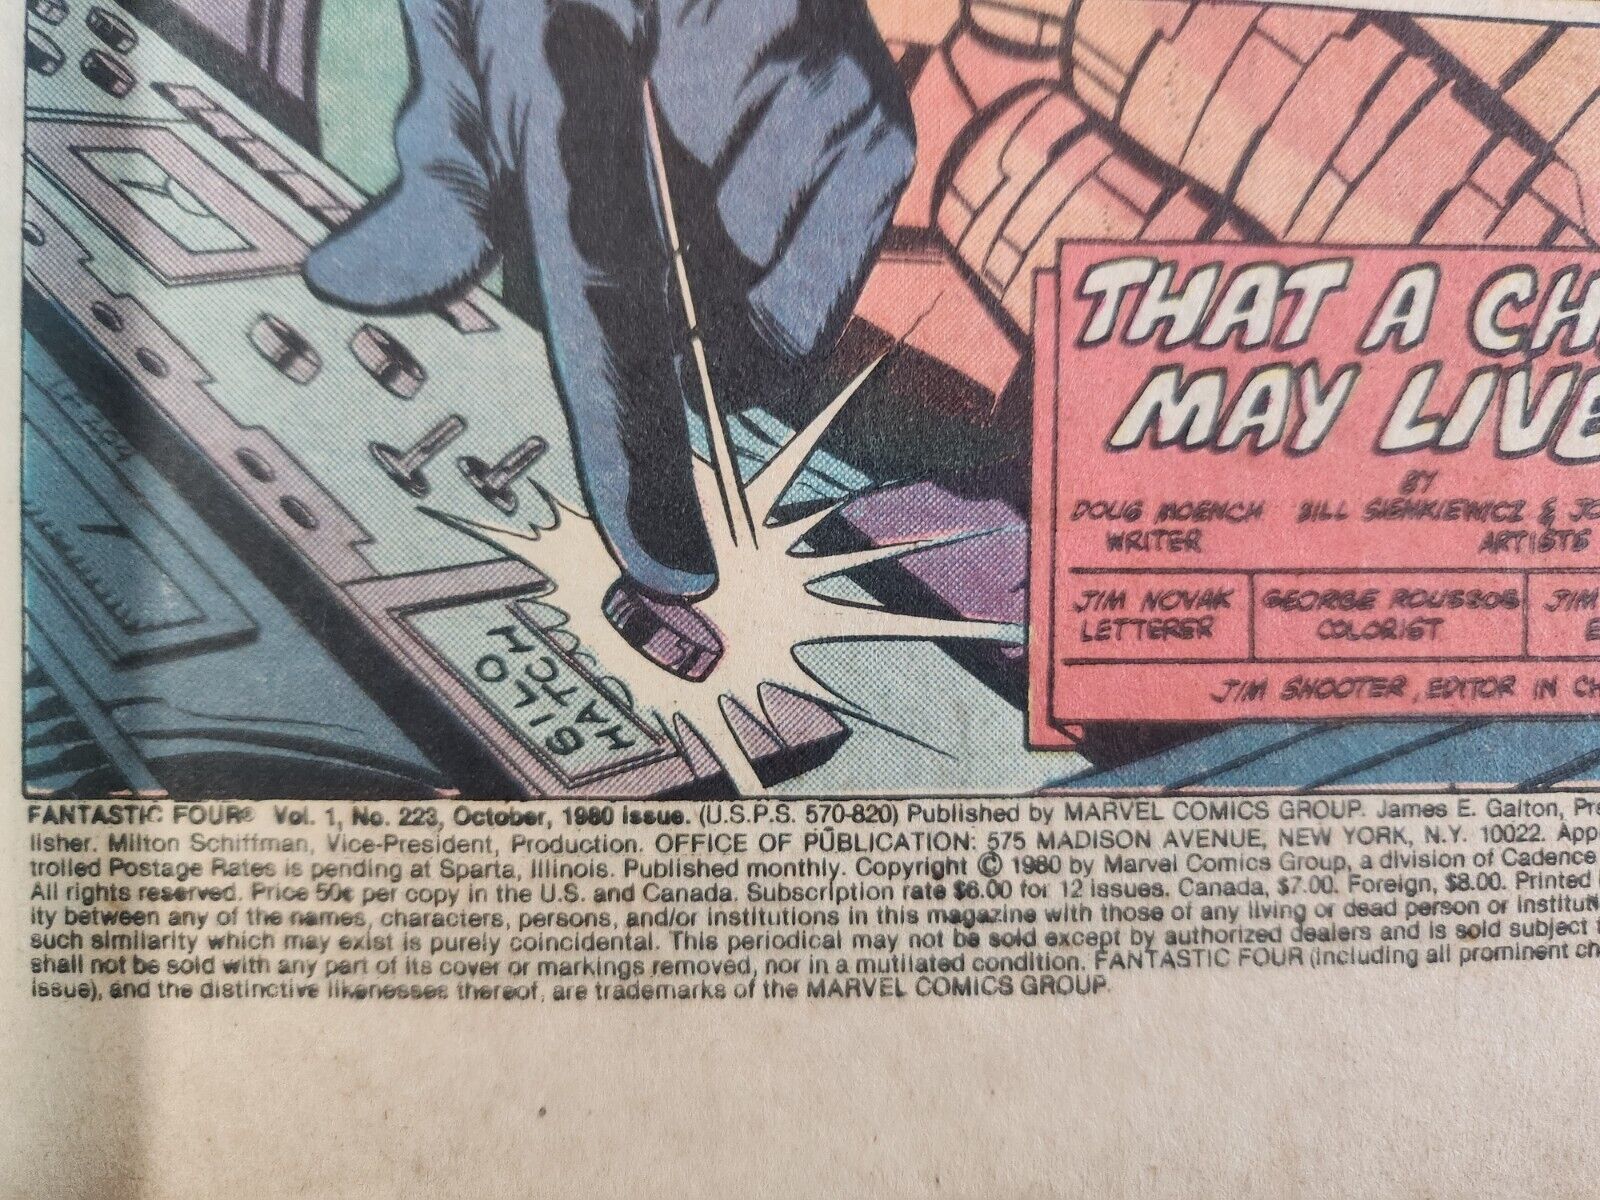 THAT A CH
MAY LIVE
BY
DOUG MOENCH BILL SIENKIEWICZ & JO
WRITER ARTISTS
JIM NOVAK GEORGE ROUSSOS JIM
LETTERER COLORIST E
JIM SHOOTER, EDITOR IN CH
SILO
HATCH
FANTASTIC FOUR® Vol. 1, No. 223, October, 1980 issue. (U.S.P.S. 570-820) Published by MARVEL COMICS GROUP. James E. Galton, Pre
lisher. Milton Schiffman, Vice-President, Production. OFFICE OF PUBLICATION: 575 MADISON AVENUE, NEW YORK, N.Y. 10022. App
trolled Postage Rates is pending at Sparta, Illinois. Published monthly. Copyright © 1980 by Marvel Comics Group, a division of Cadence
All rights reserved. Price 50¢ per copy in the U.S. and Canada. Subscription rate $6.00 for 12 issues. Canada, $7.00. Foreign, $8.00. Printed
ity between any of the names, characters, persons, and/or institutions in this magazine with those of any living or dead person or institut
such similarity which may exist is purely coincidental. This periodical may not be sold except by authorized dealers and is sold subject t
shall not be sold with any part of its cover or markings removed, nor in a mutilated condition. FANTASTIC FOUR (including all prominent ch
issue), and the distinctive likenesses thereof, are trademarks of the MARVEL COMICS GROUP.